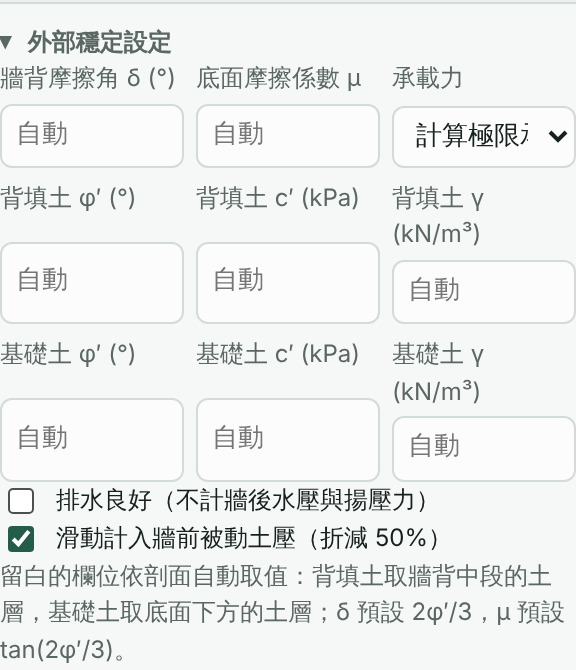 ▼ 外部穩定設定
牆背摩擦角 δ (°) 底面摩擦係數 μ 承載力
自動 自動 計算極限
背填土 φ′ (°) 背填土 c′ (kPa) 背填土 γ (kN/m³)
自動 自動 自動
基礎土 φ′ (°) 基礎土 c′ (kPa) 基礎土 γ (kN/m³)
自動 自動 自動
排水良好（不計牆後水壓與揚壓力）
滑動計入牆前被動土壓（折減 50%）
留白的欄位依剖面自動取值：背填土取牆背中段的土
層，基礎土取底面下方的土層；δ 預設 2φ′/3，μ 預設
tan(2φ′/3)。